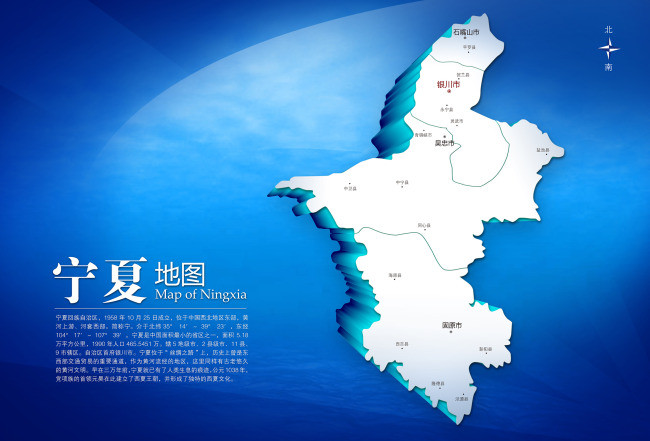 北
南
石嘴山市
平罗县
贺兰县
银川市
永宁县
灵武市
青铜峡市
吴忠市
盐池县
中卫县
中宁县
同心县
海原县
固原市
西吉县
彭阳县
隆德县
泾源县
宁夏地图
Map of Ningxia
宁夏回族自治区，1958 年 10 月 25 日成立，位于中国西北地区东部，黄
河上游、河套西部。简称宁。介于北纬35° 14′ - 39° 23′，东经
104° 17′ - 107° 39′。宁夏是中国面积最小的省区之一，面积 5.18
万平方公里，1990 年人口 465.5451 万。辖 5 地级市、2 县级市、11 县、
9 市辖区。自治区首府银川市。宁夏位于“丝绸之路”上，历史上曾是东
西部交通贸易的重要通道，作为黄河流经的地区，这里同样有古老悠久
的黄河文明。早在三万年前，宁夏就已有了人类生息的痕迹，公元1038年，
党项族的首领元昊在此建立了西夏王朝，并形成了独特的西夏文化。